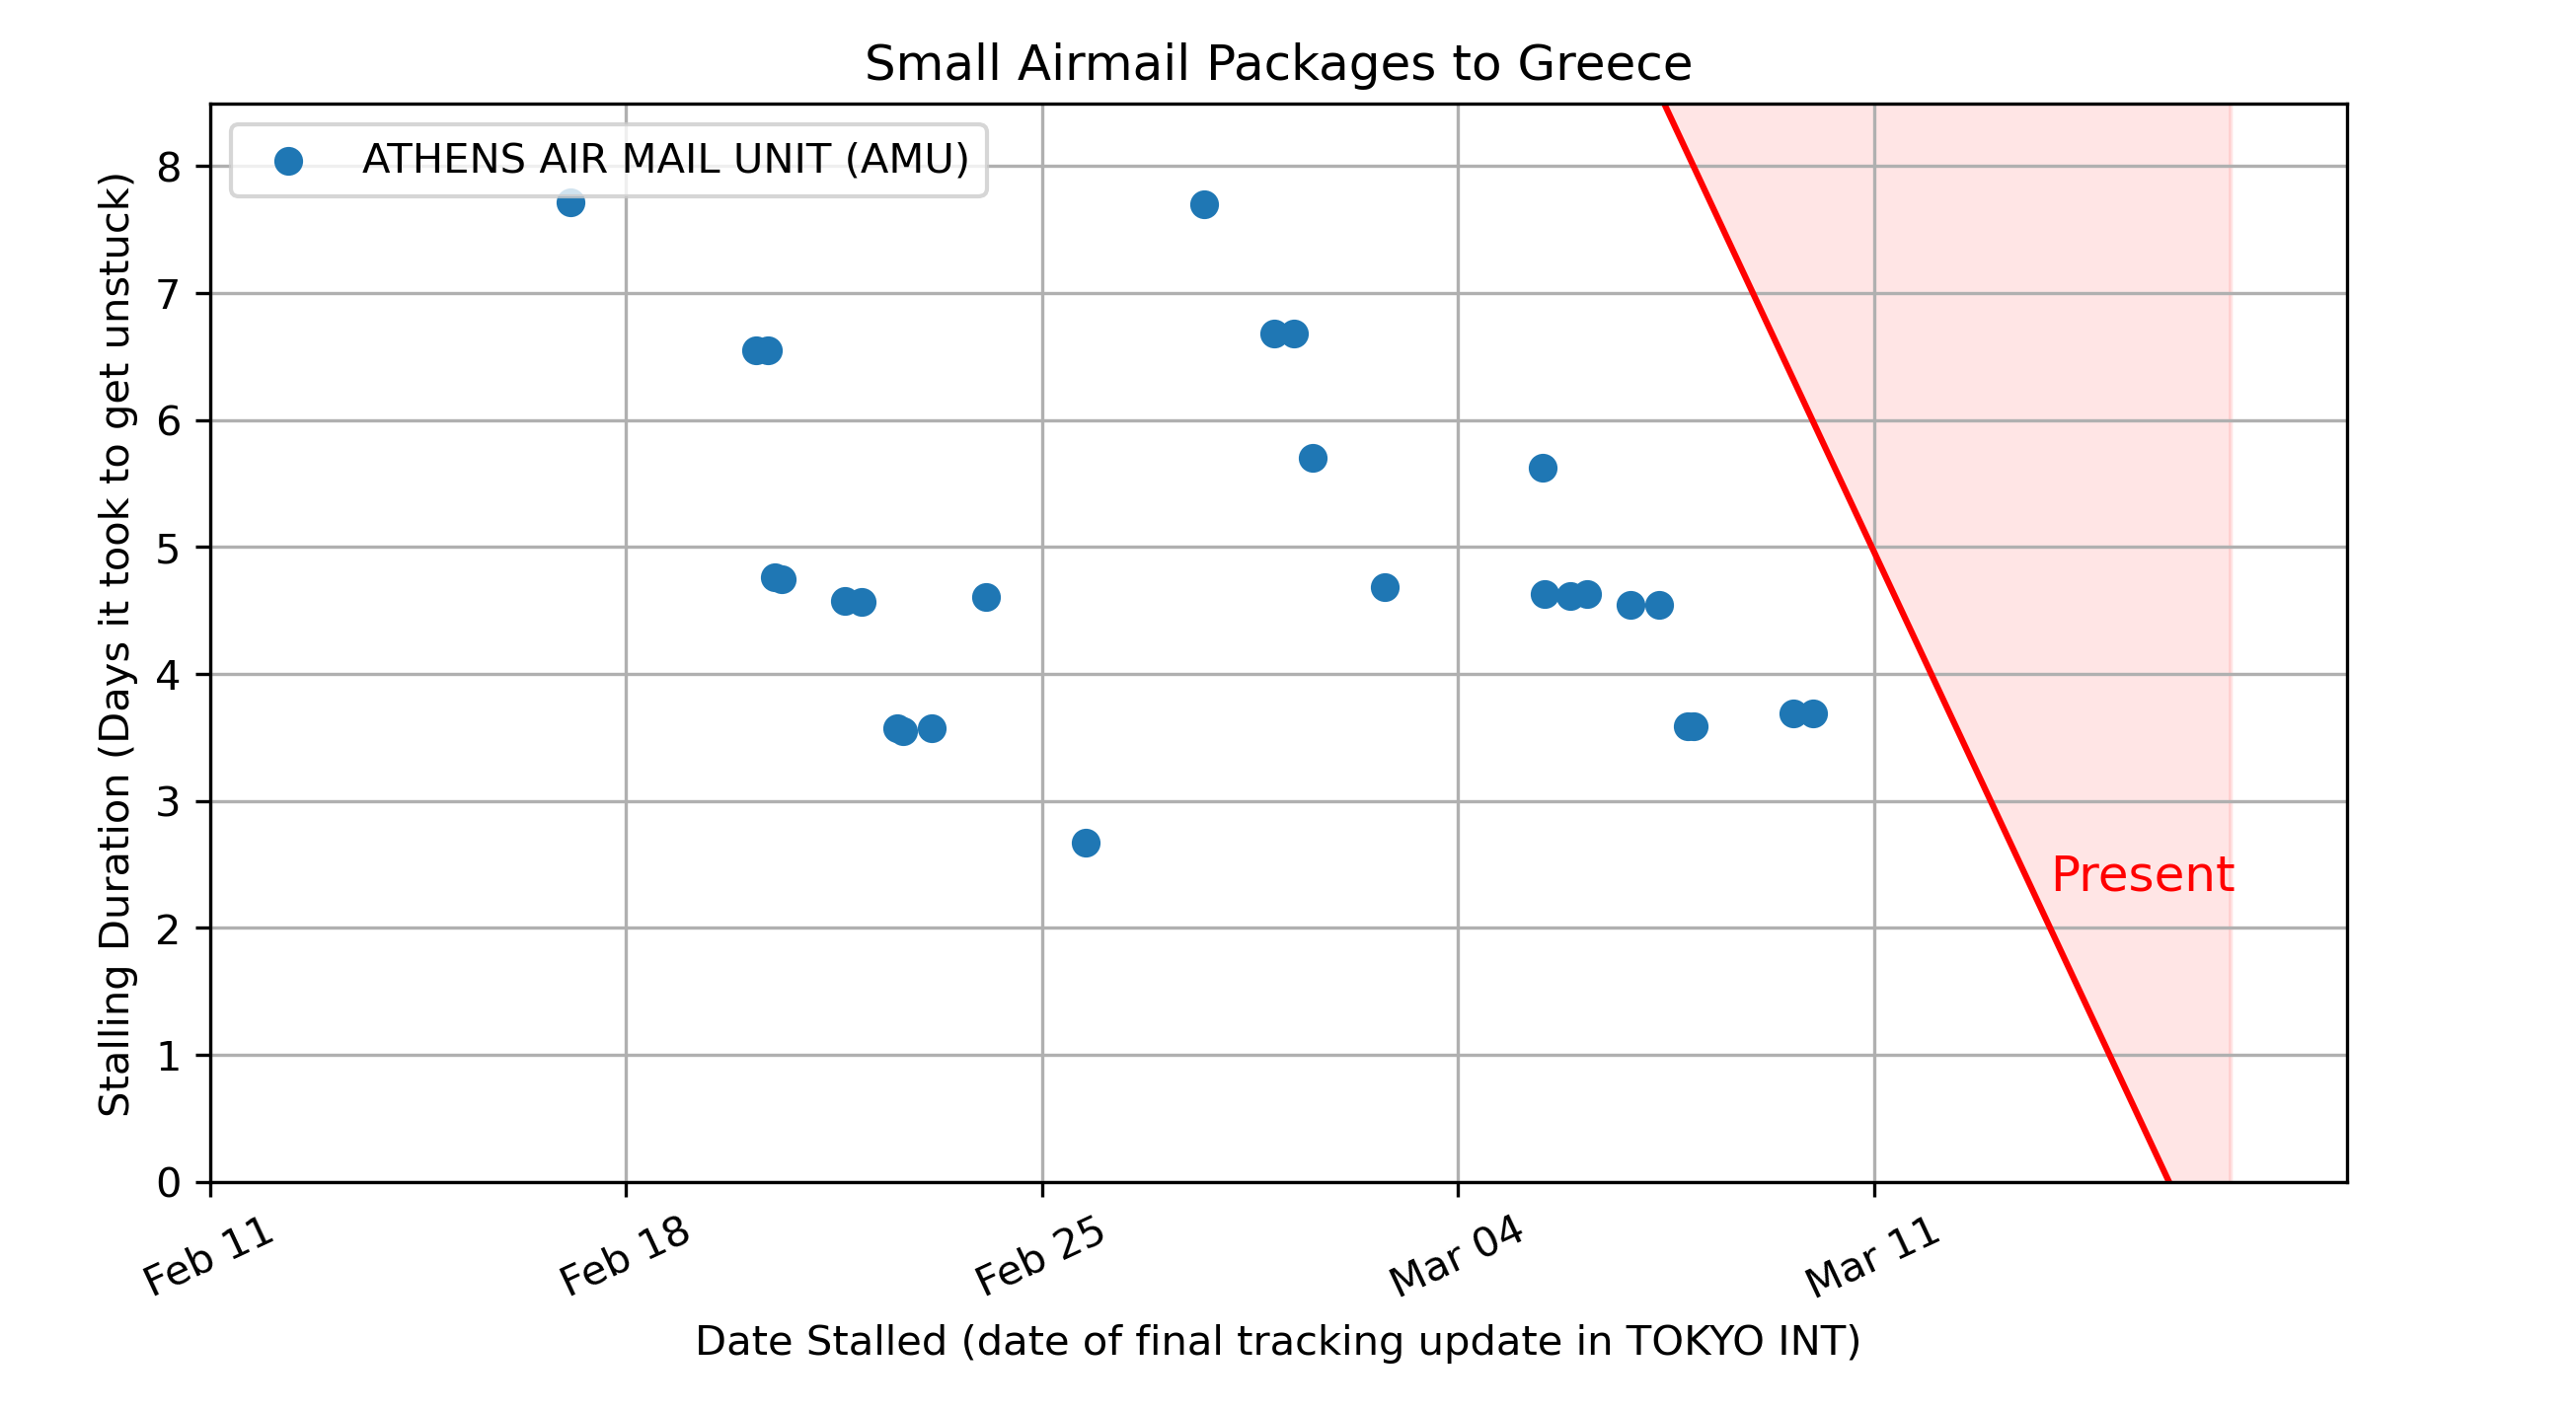 Small Airmail Packages to Greece
ATHENS AIR MAIL UNIT (AMU)
Stalling Duration (Days it took to get unstuck)
8
7
6
5
4
3
2
1
0
Present
Feb 11
Feb 18
Feb 25
Mar 04
Mar 11
Date Stalled (date of final tracking update in TOKYO INT)